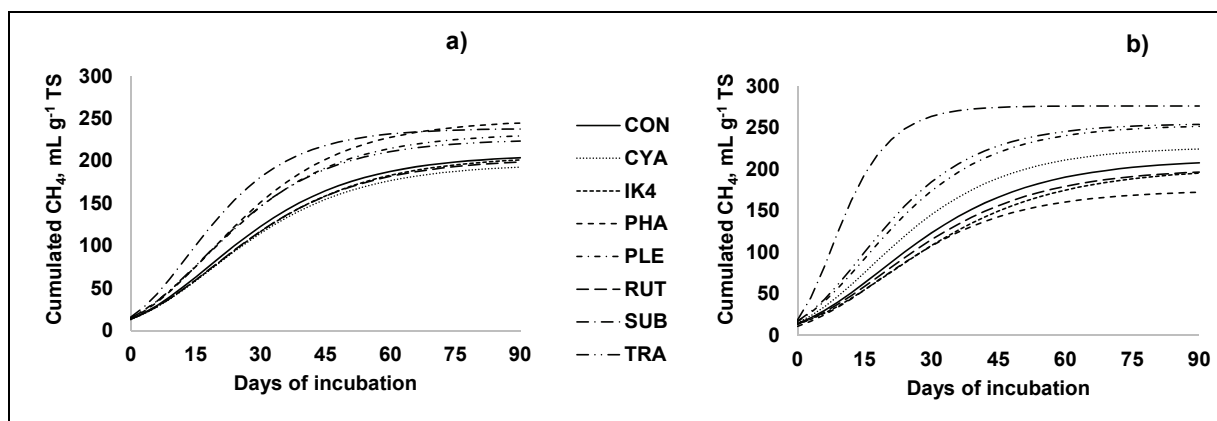 a)
Cumulated CH₄, mL g⁻¹ TS
300
250
200
150
100
50
0
0 15 30 45 60 75 90
Days of incubation
CON
CYA
IK4
PHA
PLE
RUT
SUB
TRA
b)
Cumulated CH₄, mL g⁻¹ TS
300
250
200
150
100
50
0
0 15 30 45 60 75 90
Days of incubation